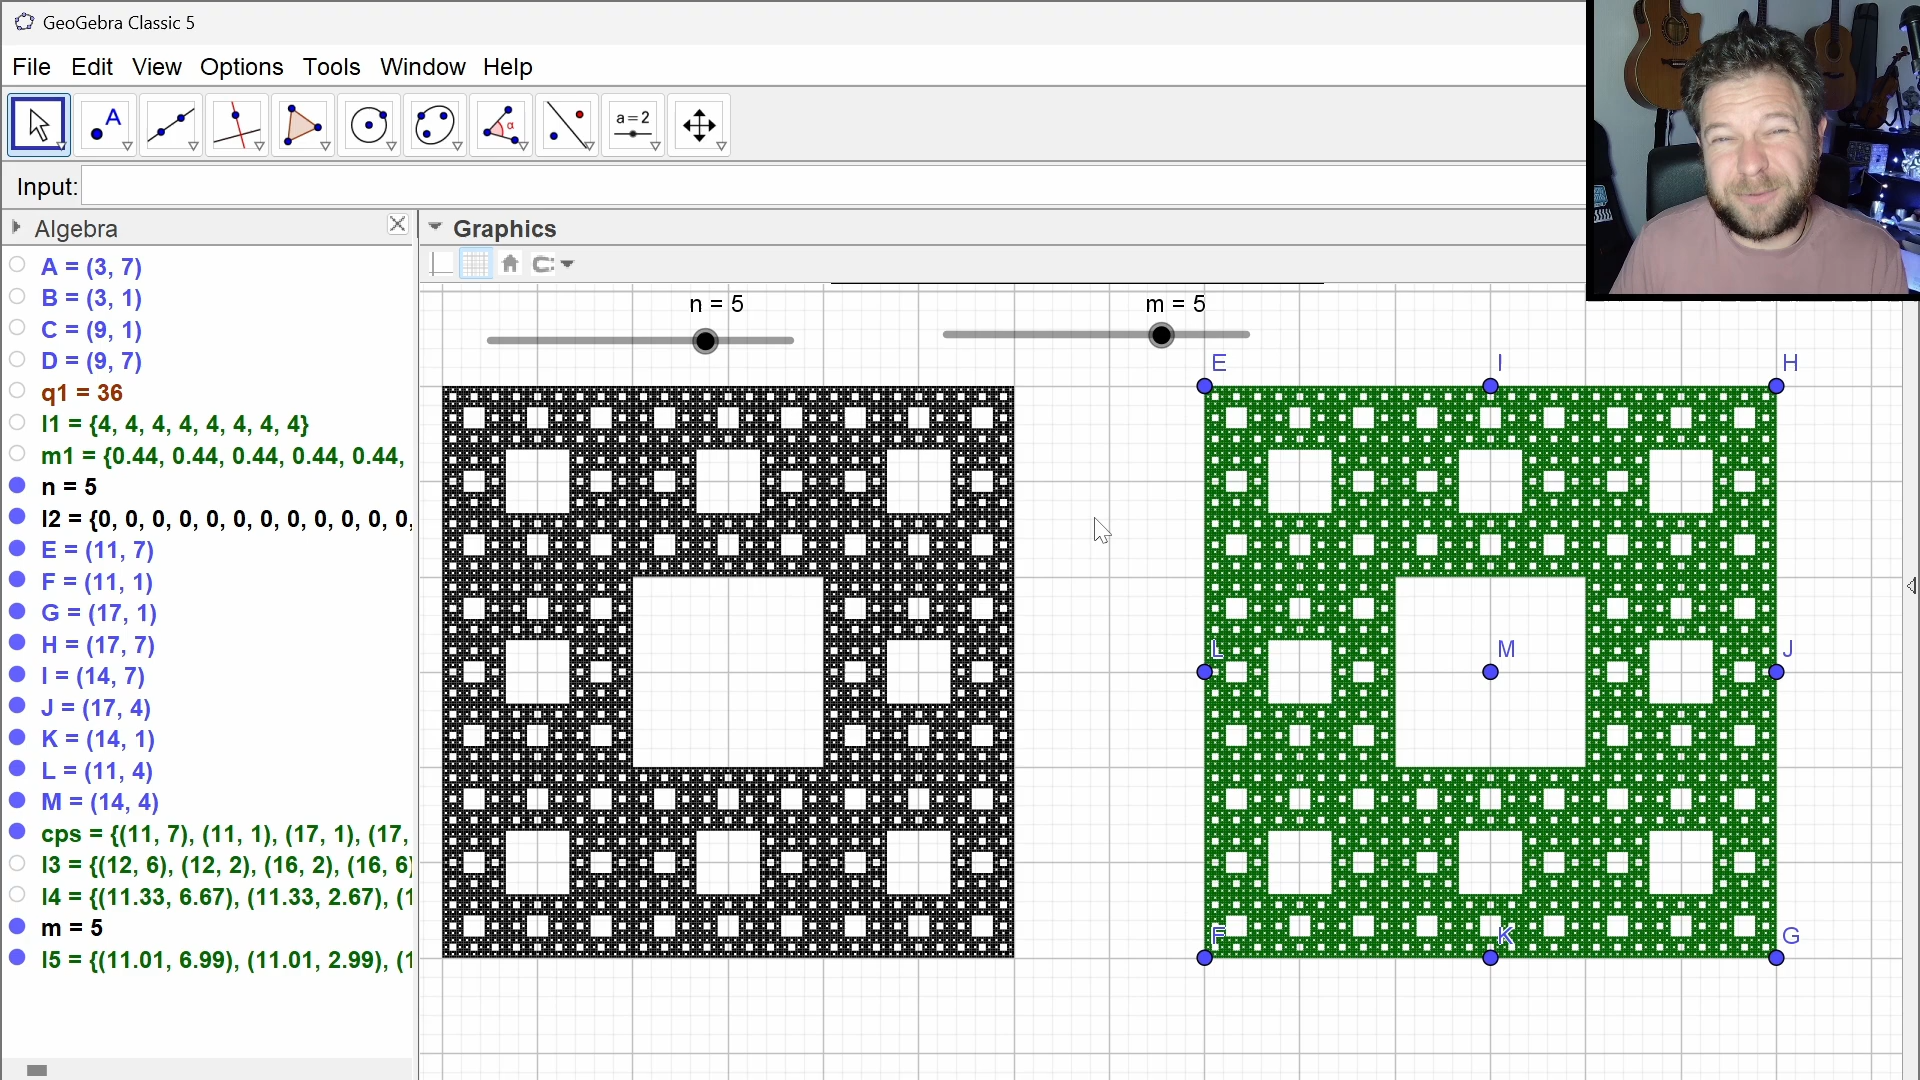 GeoGebra Classic 5
File Edit View Options Tools Window Help
A
α
a=2
Input:
Algebra
Graphics
A = (3, 7)
B = (3, 1)
C = (9, 1)
D = (9, 7)
q1 = 36
l1 = {4, 4, 4, 4, 4, 4, 4, 4}
m1 = {0.44, 0.44, 0.44, 0.44, 0.44,
n = 5
l2 = {0, 0, 0, 0, 0, 0, 0, 0, 0, 0, 0, 0,
E = (11, 7)
F = (11, 1)
G = (17, 1)
H = (17, 7)
I = (14, 7)
J = (17, 4)
K = (14, 1)
L = (11, 4)
M = (14, 4)
cps = {(11, 7), (11, 1), (17, 1), (17,
l3 = {(12, 6), (12, 2), (16, 2), (16, 6)
l4 = {(11.33, 6.67), (11.33, 2.67), (1
m = 5
l5 = {(11.01, 6.99), (11.01, 2.99), (1
n = 5
m = 5
E
I
H
L
M
J
F
K
G